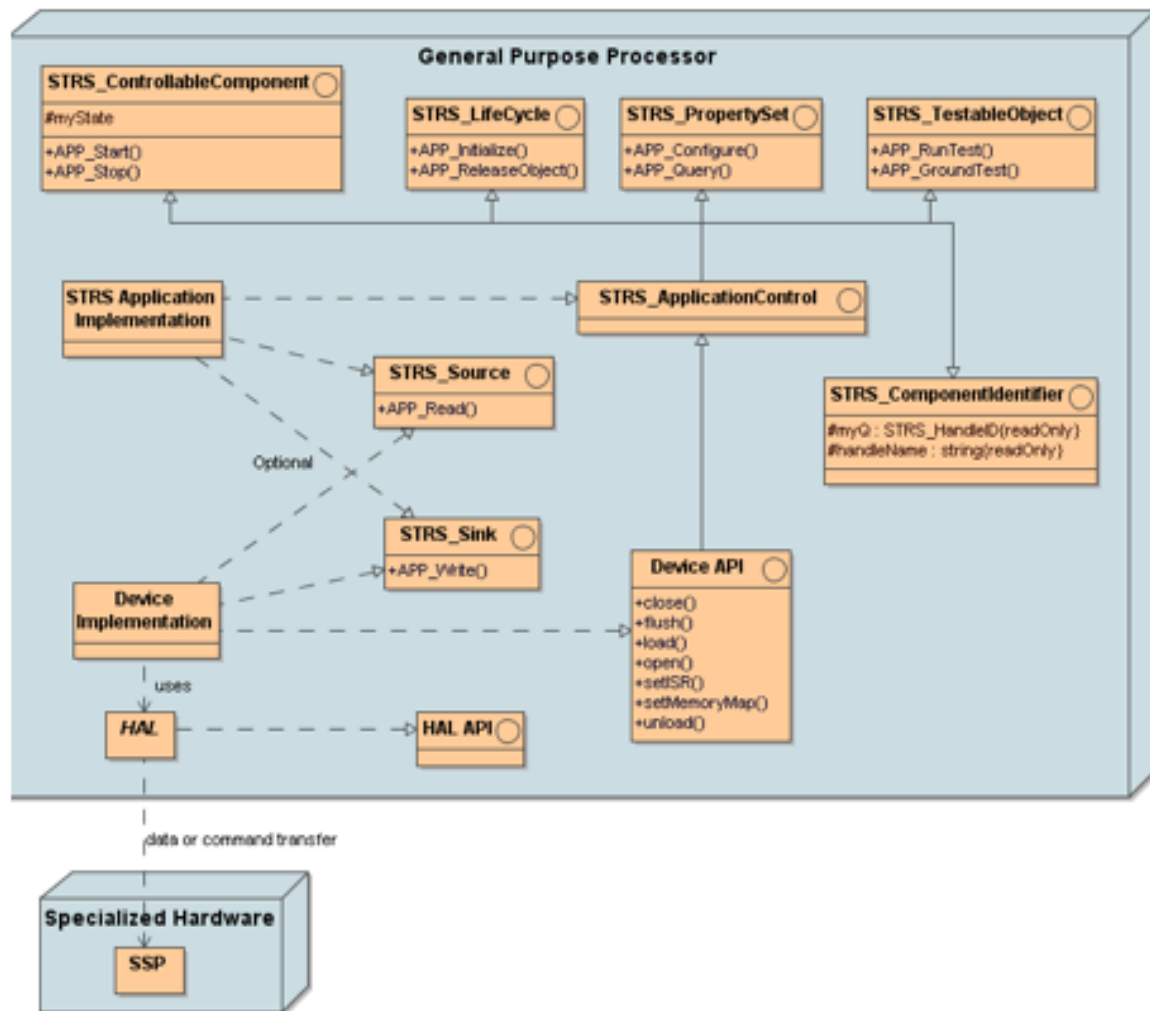 General Purpose Processor
STRS_ControllableComponent
#myState
+APP_Start()
+APP_Stop()
STRS_LifeCycle
+APP_Initialize()
+APP_ReleaseObject()
STRS_PropertySet
+APP_Configure()
+APP_Query()
STRS_TestableObject
+APP_RunTest()
+APP_GroundTest()
STRS Application
Implementation
STRS_ApplicationControl
STRS_Source
+APP_Read()
STRS_ComponentIdentifier
#myQ : STRS_HandleID{readOnly}
#handleName : string{readOnly}
Optional
STRS_Sink
+APP_Write()
Device
Implementation
Device API
+close()
+flush()
+load()
+open()
+setISR()
+setMemoryMap()
+unload()
uses
HAL
HAL API
data or command transfer
Specialized Hardware
SSP